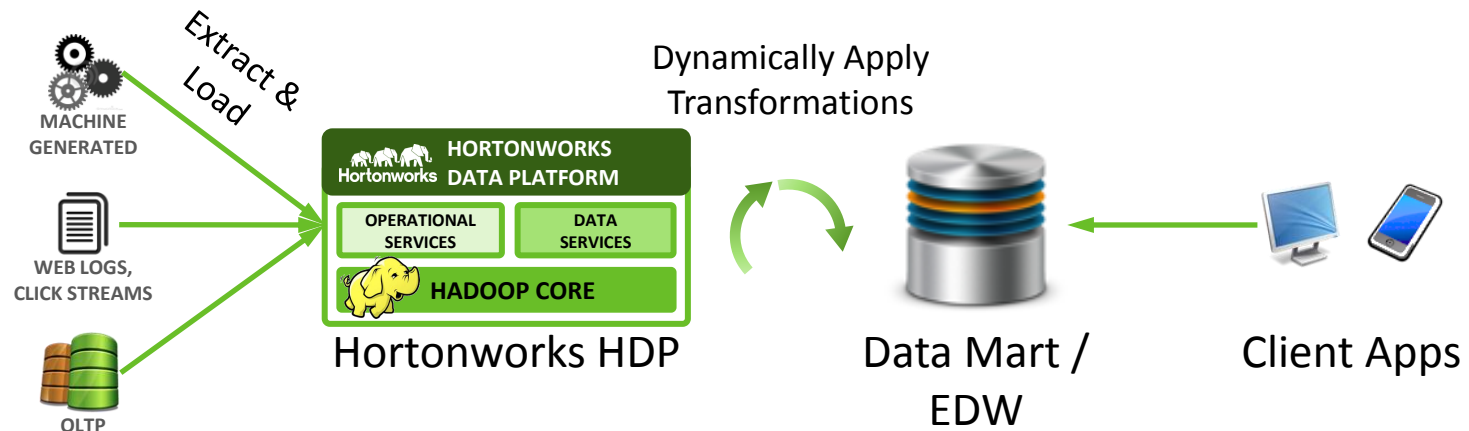 Extract &
Load
MACHINE
GENERATED
WEB LOGS,
CLICK STREAMS
OLTP
Hortonworks
HORTONWORKS
DATA PLATFORM
OPERATIONAL
SERVICES
DATA
SERVICES
HADOOP CORE
Hortonworks HDP
Dynamically Apply
Transformations
Data Mart /
EDW
Client Apps